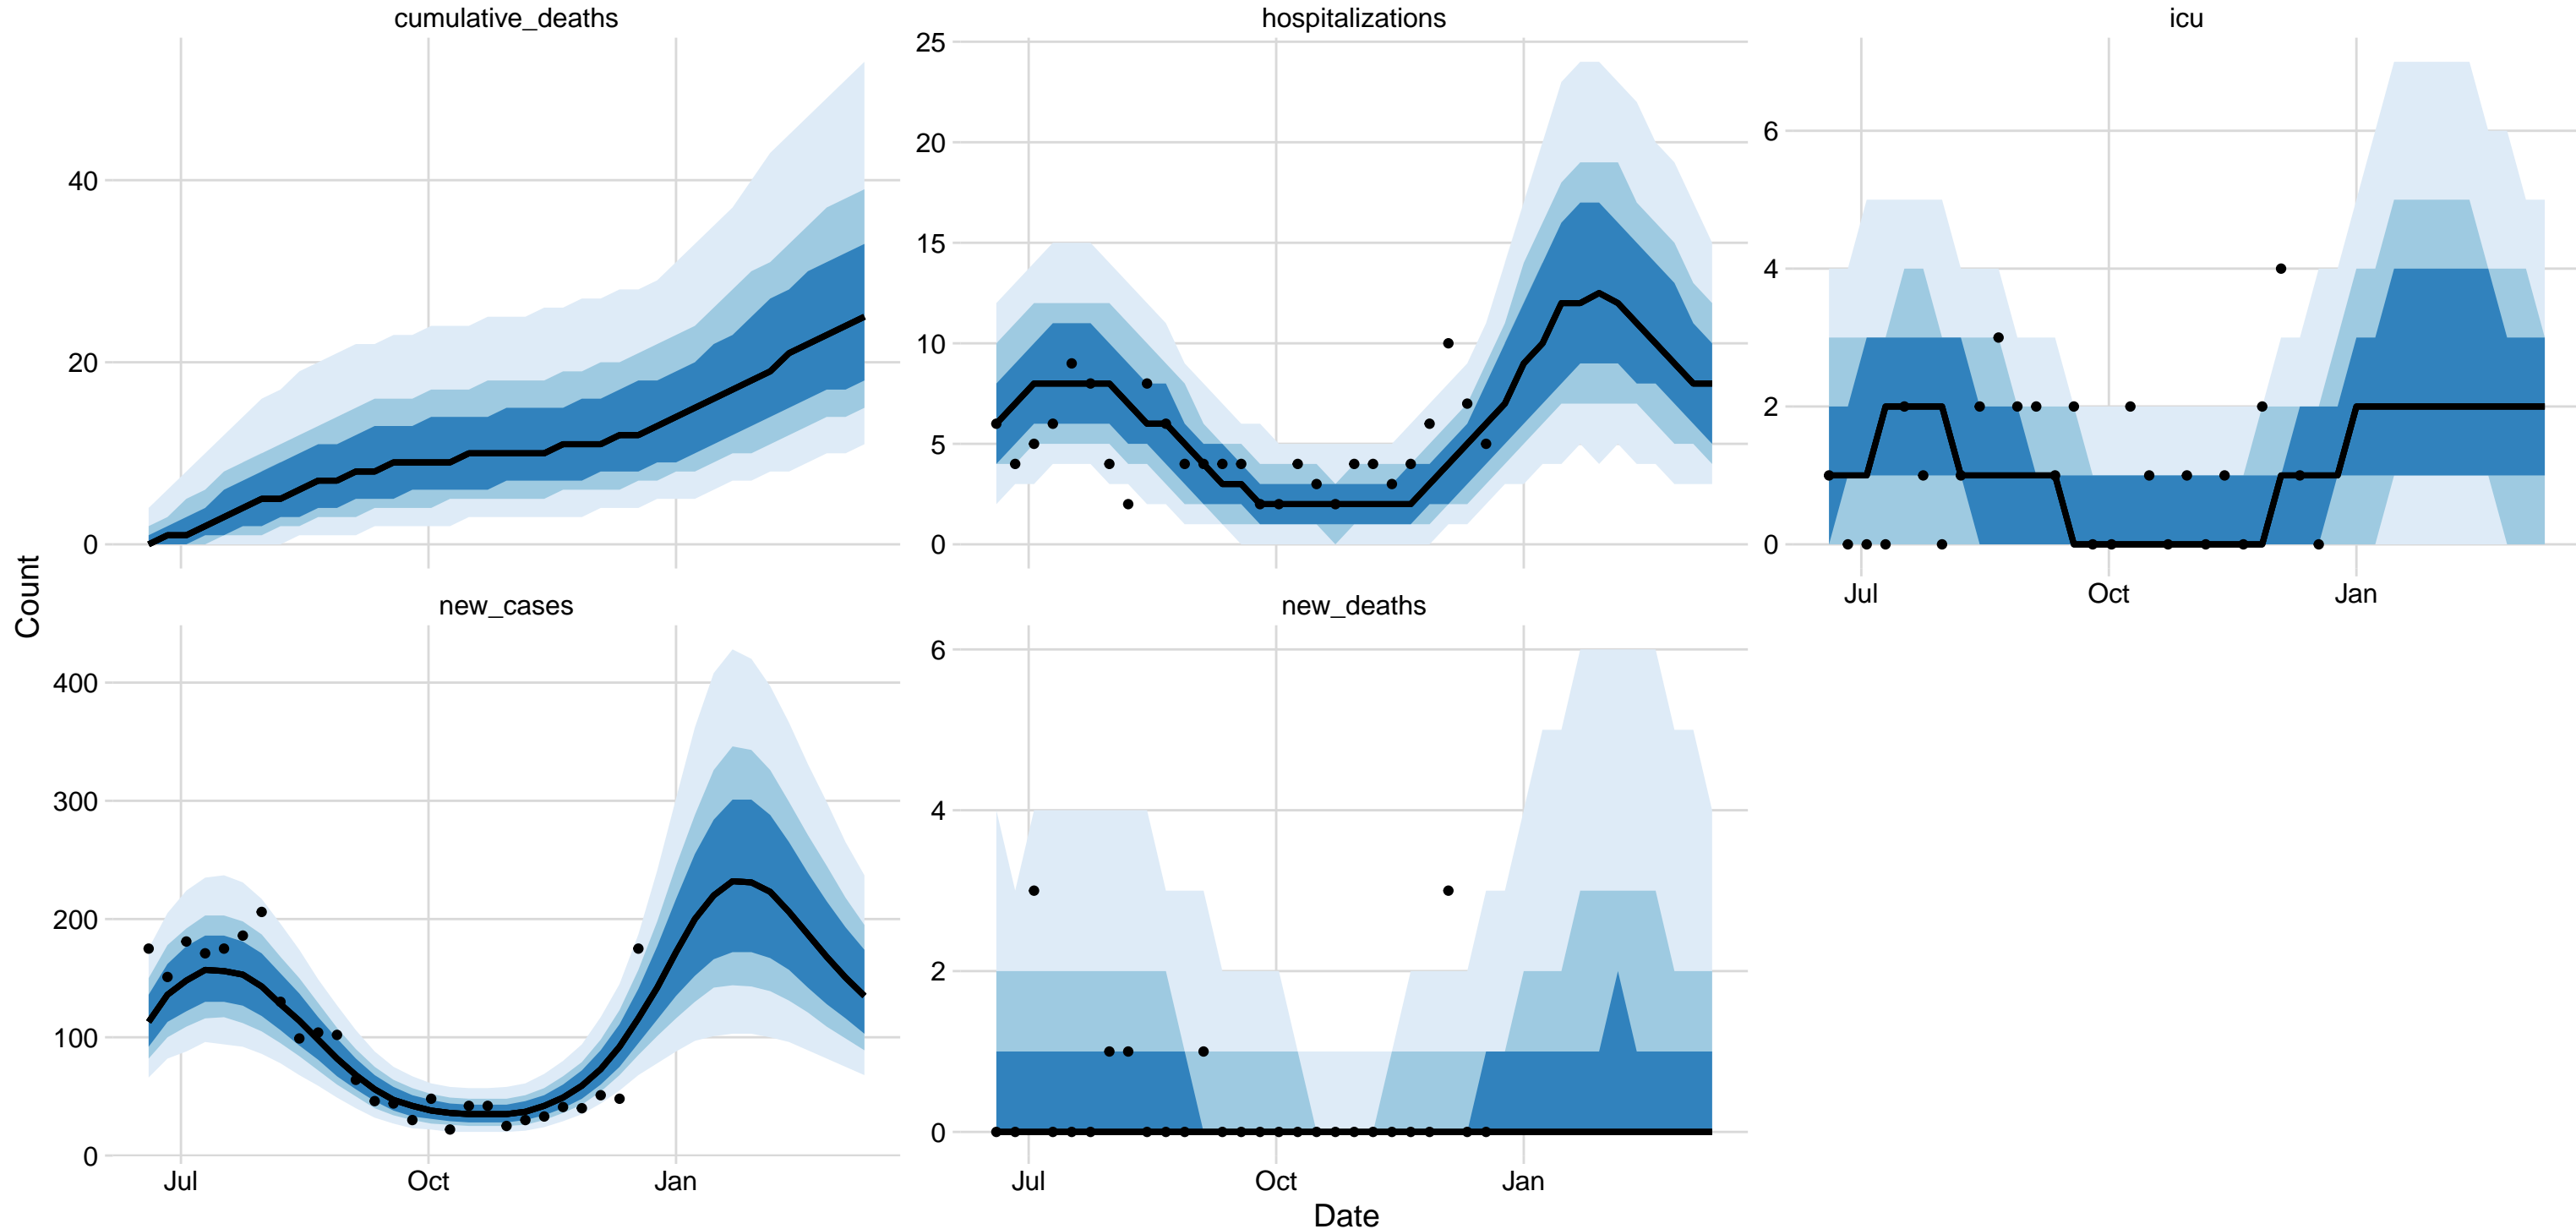 cumulative_deaths
40
20
0
hospitalizations
25
20
15
10
5
0
icu
6
4
2
0
Jul Oct Jan
Count
new_cases
400
300
200
100
0
Jul Oct Jan
new_deaths
6
4
2
0
Jul Oct Jan
Date